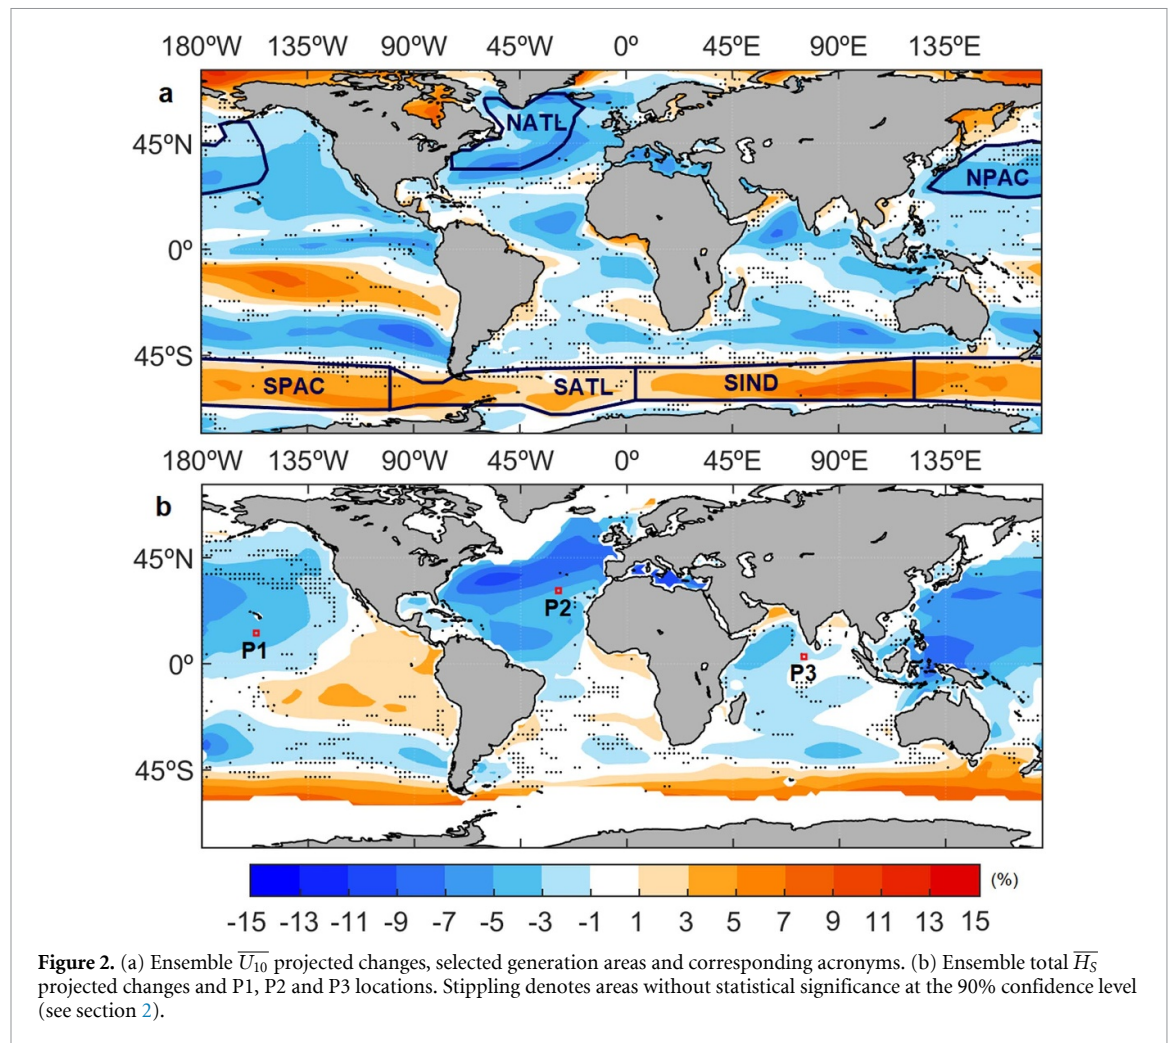 180ºW 135ºW 90ºW 45ºW 0º 45ºE 90ºE 135ºE
a
NATL
45ºN
NPAC
0º
45ºS
SPAC SATL SIND
180ºW 135ºW 90ºW 45ºW 0º 45ºE 90ºE 135ºE
b
45ºN
P2
P1
0º
P3
45ºS
(%)
-15 -13 -11 -9 -7 -5 -3 -1 1 3 5 7 9 11 13 15
Figure 2. (a) Ensemble U10 projected changes, selected generation areas and corresponding acronyms. (b) Ensemble total HS
projected changes and P1, P2 and P3 locations. Stippling denotes areas without statistical significance at the 90% confidence level
(see section 2).